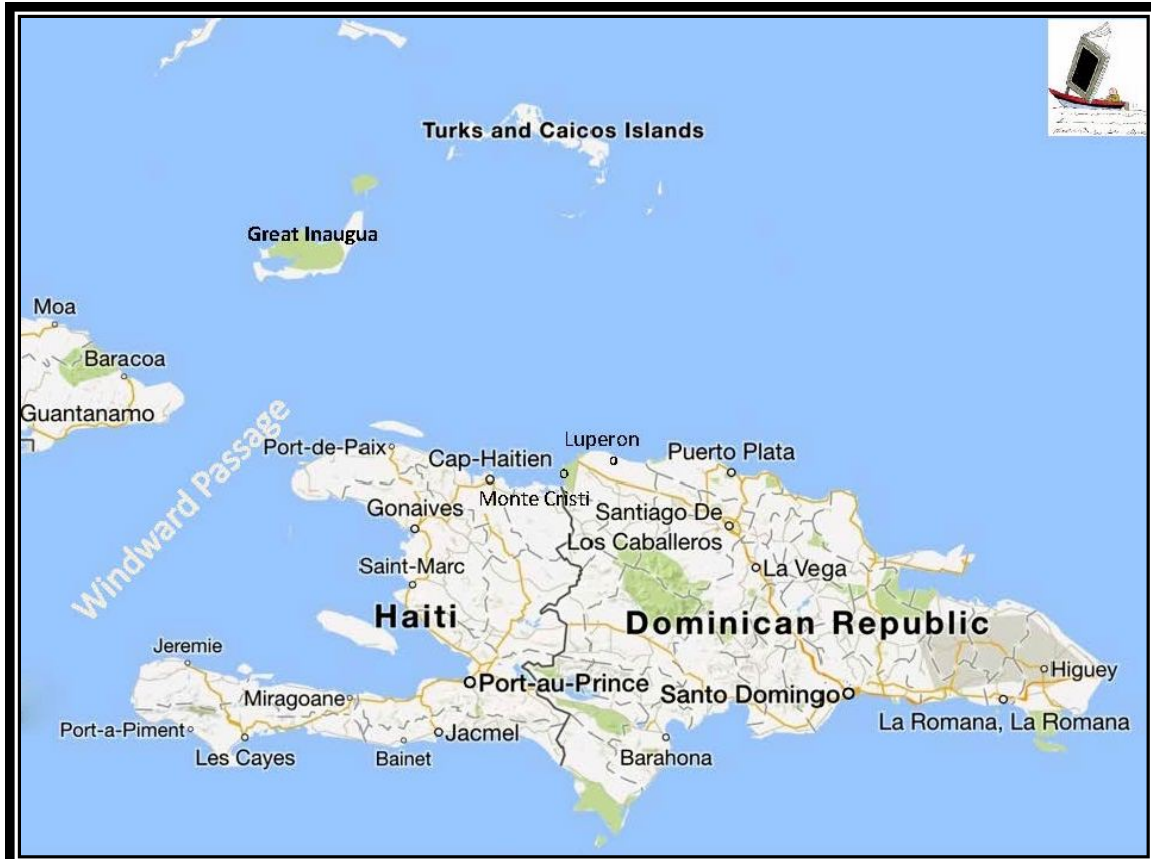 Turks and Caicos Islands
Great Inaugua
Moa
Baracoa
Guantanamo
Windward Passage
Port-de-Paix
Luperon
Cap-Haitien
Puerto Plata
Monte Cristi
Gonaives
Santiago De
Los Caballeros
Saint-Marc
La Vega
Haiti
Dominican Republic
Jeremie
Higuey
Port-au-Prince
Miragoane
Santo Domingo
La Romana, La Romana
Port-a-Piment
Jacmel
Les Cayes
Bainet
Barahona